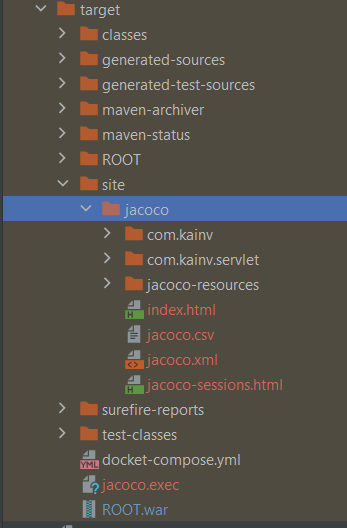 target
classes
generated-sources
generated-test-sources
maven-archiver
maven-status
ROOT
site
jacoco
com.kainv
com.kainv.servlet
jacoco-resources
H
index.html
jacoco.csv
<>
jacoco.xml
H
jacoco-sessions.html
surefire-reports
test-classes
YML
docket-compose.yml
?
jacoco.exec
ROOT.war